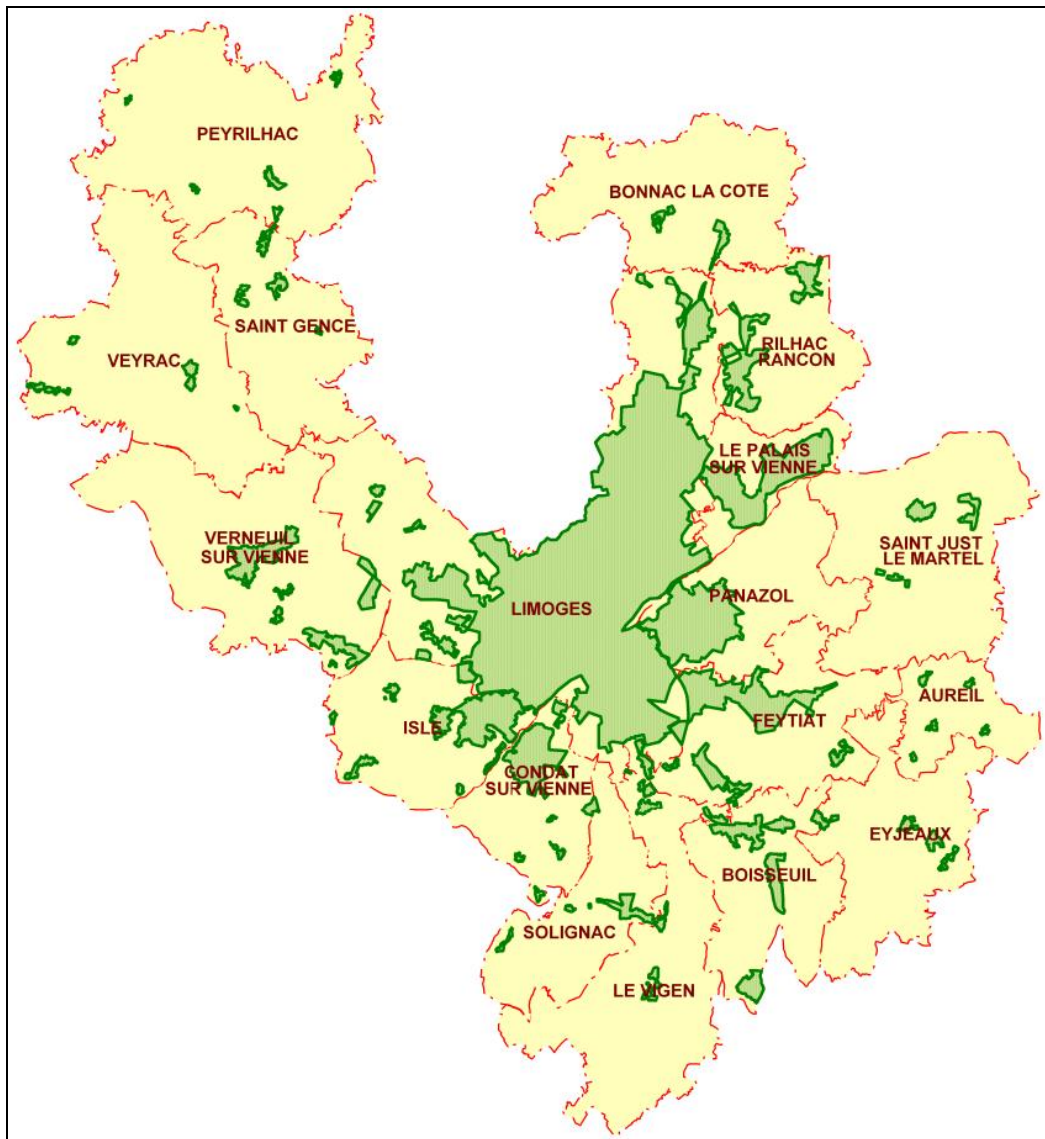 PEYRILHAC
BONNAC LA COTE
SAINT GENCE
VEYRAC
RILHAC
RANCON
LE PALAIS
SUR VIENNE
VERNEUIL
SUR VIENNE
SAINT JUST
LE MARTEL
LIMOGES
PANAZOL
AUREIL
ISLE
FEYTIAT
CONDAT
SUR VIENNE
EYJEAUX
BOISSEUIL
SOLIGNAC
LE VIGEN